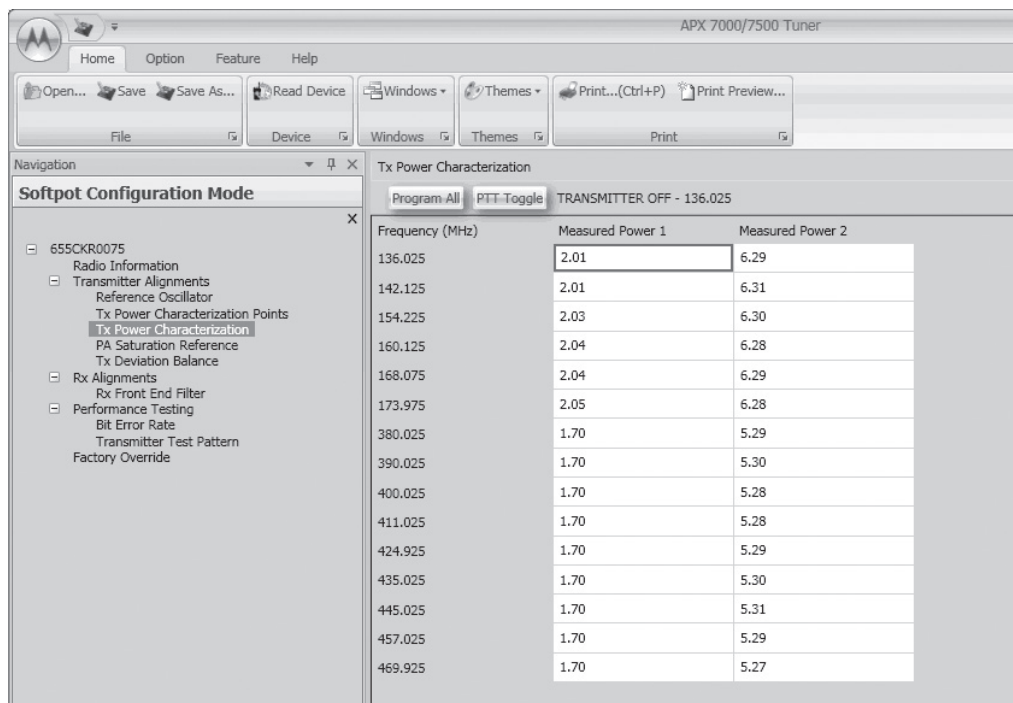 APX 7000/7500 Tuner
Home Option Feature Help
Open... Save Save As... Read Device Windows Themes Print...(Ctrl+P) Print Preview...
File Device Windows Themes Print
Navigation
Softpot Configuration Mode
655CKR0075
Radio Information
Transmitter Alignments
Reference Oscillator
Tx Power Characterization Points
Tx Power Characterization
PA Saturation Reference
Tx Deviation Balance
Rx Alignments
Rx Front End Filter
Performance Testing
Bit Error Rate
Transmitter Test Pattern
Factory Override
Tx Power Characterization
Program All PTT Toggle TRANSMITTER OFF - 136.025
Frequency (MHz) Measured Power 1 Measured Power 2
136.025 2.01 6.29
142.125 2.01 6.31
154.225 2.03 6.30
160.125 2.04 6.28
168.075 2.04 6.29
173.975 2.05 6.28
380.025 1.70 5.29
390.025 1.70 5.30
400.025 1.70 5.28
411.025 1.70 5.28
424.925 1.70 5.29
435.025 1.70 5.30
445.025 1.70 5.31
457.025 1.70 5.29
469.925 1.70 5.27